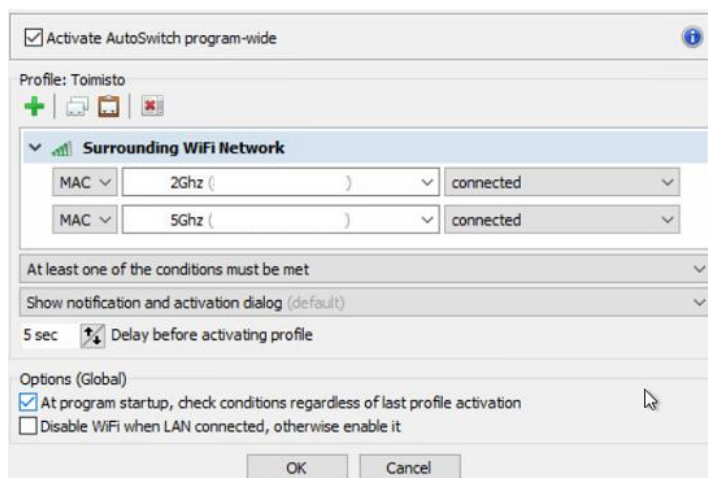 Activate AutoSwitch program-wide
Profile: Toimisto
Surrounding WiFi Network
MAC 2Ghz ( ) connected
MAC 5Ghz ( ) connected
At least one of the conditions must be met
Show notification and activation dialog (default)
5 sec Delay before activating profile
Options (Global)
At program startup, check conditions regardless of last profile activation
Disable WiFi when LAN connected, otherwise enable it
OK Cancel